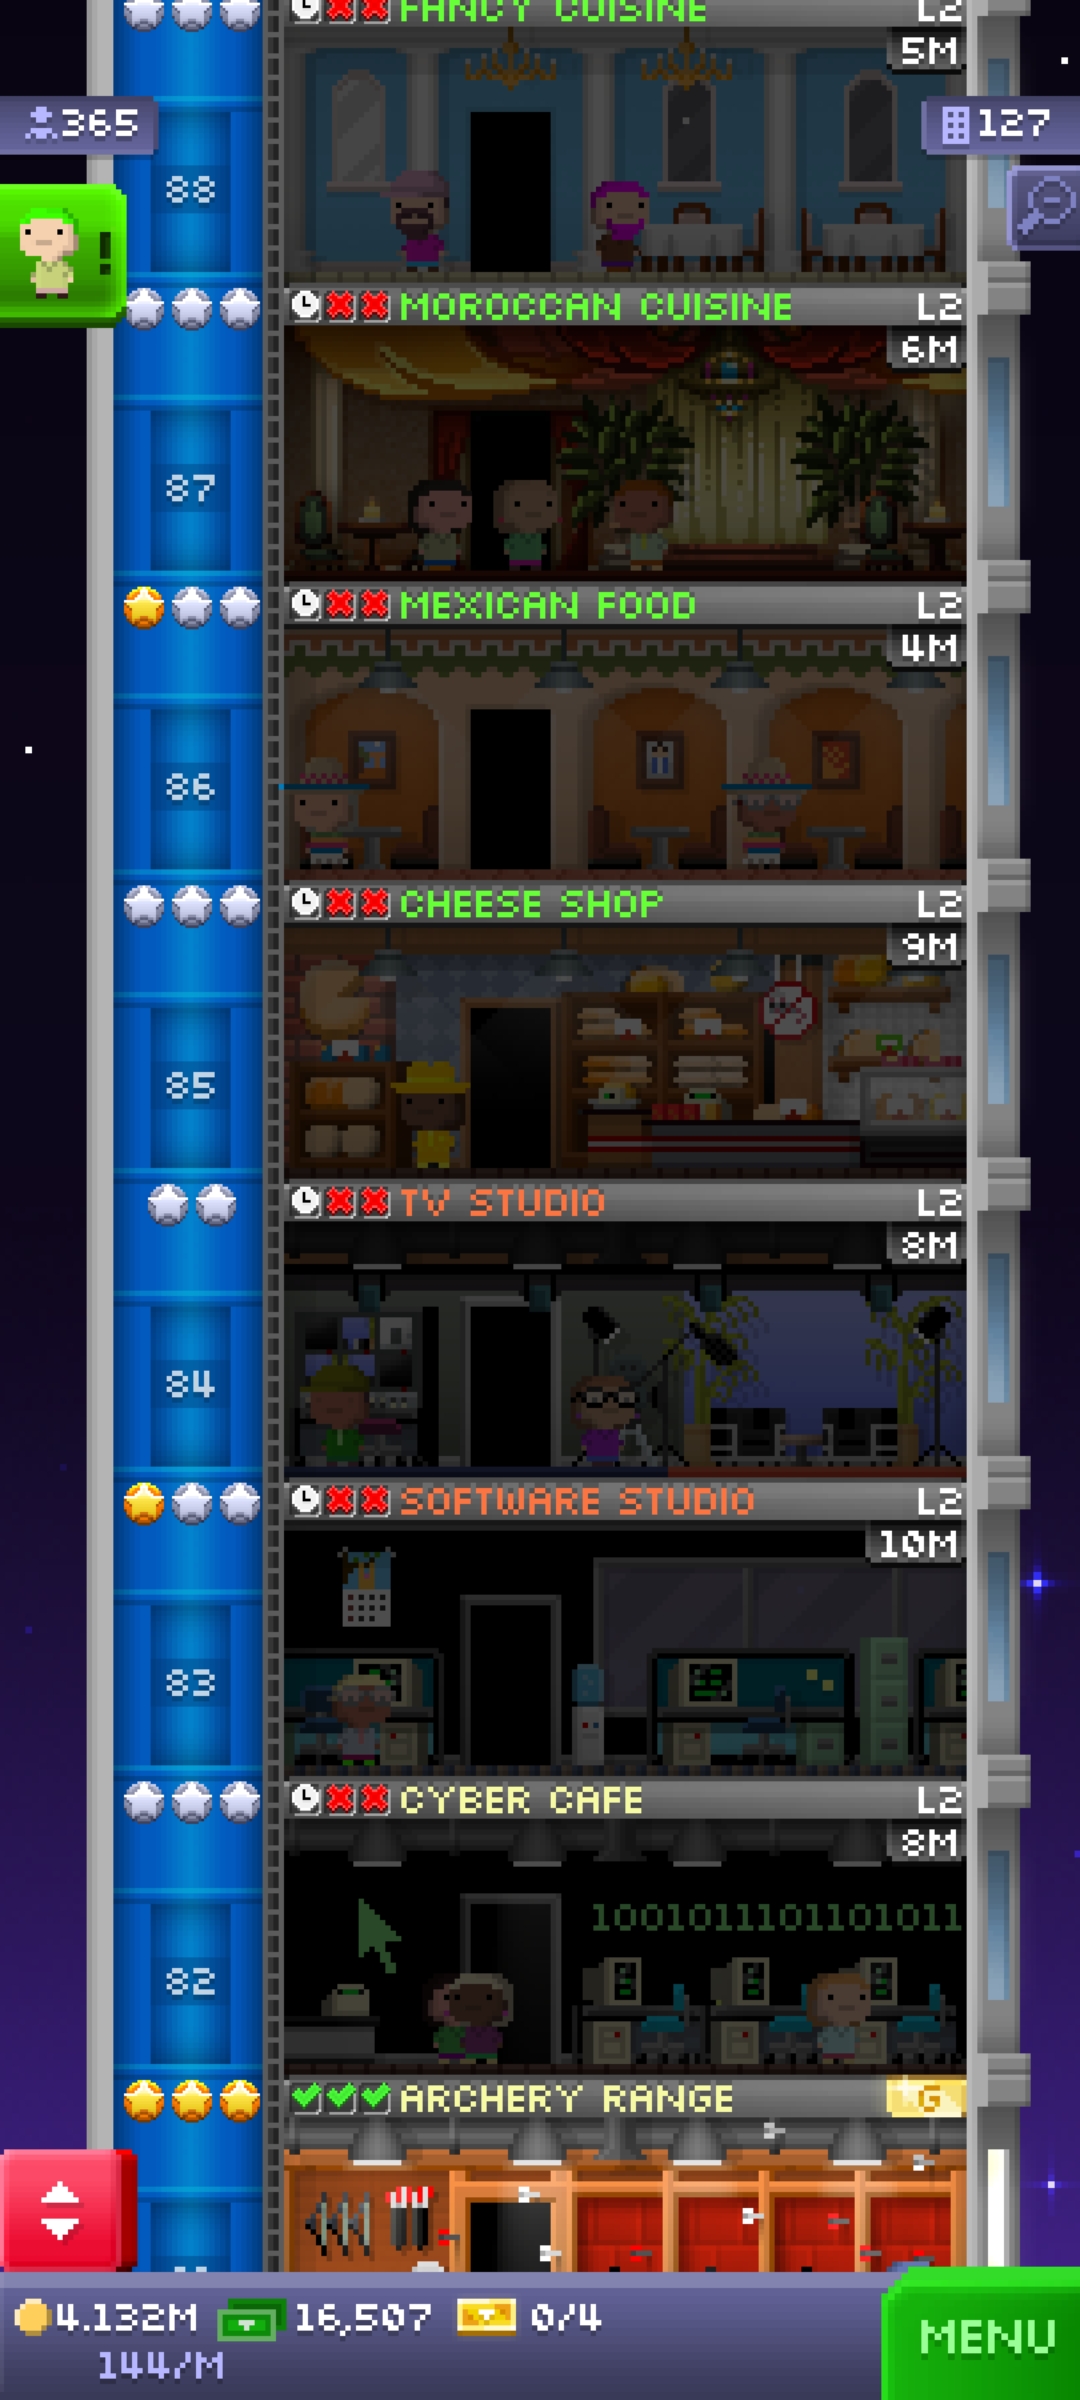 FANCY CUISINE L2
5M
365
127
88
!
MOROCCAN CUISINE L2
6M
87
MEXICAN FOOD L2
4M
86
CHEESE SHOP L2
9M
85
TV STUDIO L2
8M
84
SOFTWARE STUDIO L2
10M
83
CYBER CAFE L2
8M
1001011101101011
82
ARCHERY RANGE G
4.132M 16,507 0/4
144/M
MENU